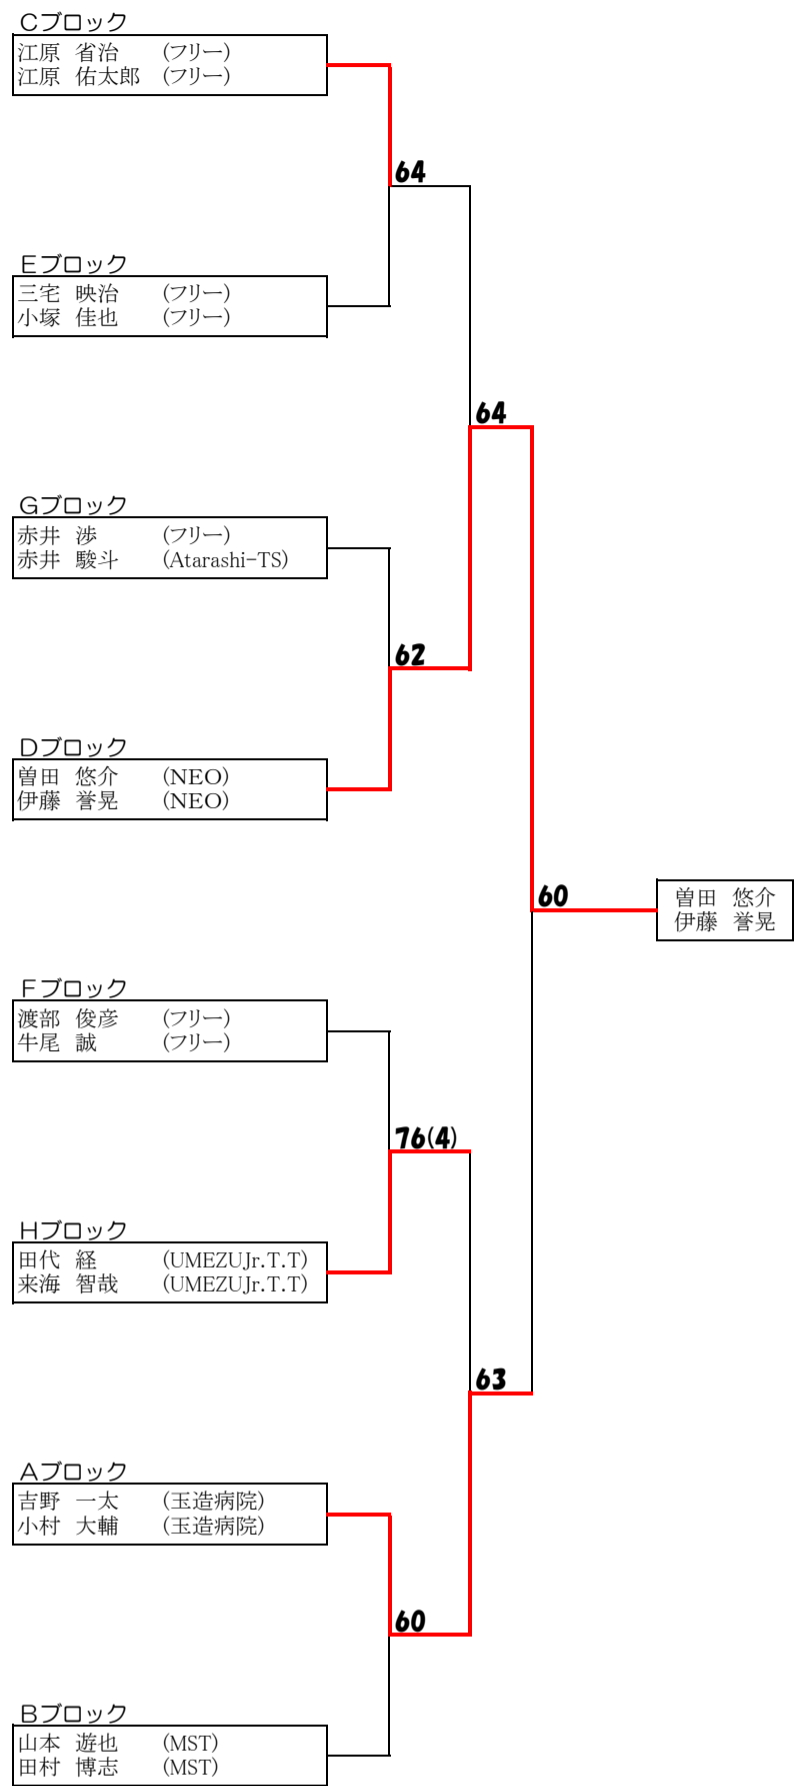 Cブロック
江原 省治 (フリー)
江原 佑太郎 (フリー)
64
Eブロック
三宅 映治 (フリー)
小塚 佳也 (フリー)
64
Gブロック
赤井 渉 (フリー)
赤井 駿斗 (Atarashi-TS)
62
Dブロック
曽田 悠介 (NEO)
伊藤 誉晃 (NEO)
60
曽田 悠介
伊藤 誉晃
Fブロック
渡部 俊彦 (フリー)
牛尾 誠 (フリー)
76(4)
Hブロック
田代 経 (UMEZUJr.T.T)
来海 智哉 (UMEZUJr.T.T)
63
Aブロック
吉野 一太 (玉造病院)
小村 大輔 (玉造病院)
60
Bブロック
山本 遊也 (MST)
田村 博志 (MST)